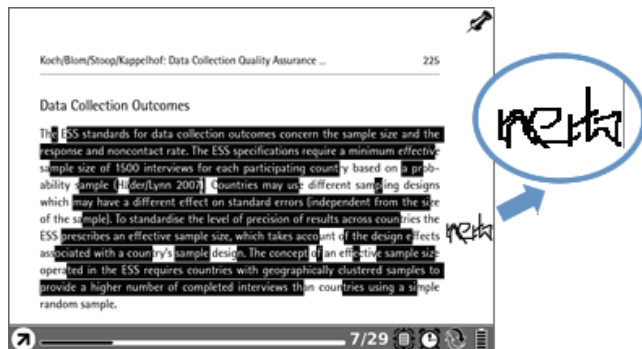 Koch/Blom/Stoop/Kappelhof: Data Collection Quality Assurance ... 225
Data Collection Outcomes
The ESS standards for data collection outcomes concern the sample size and the
response and noncontact rate. The ESS specifications require a minimum effective
sample size of 1500 interviews for each participating country based on a prob-
ability sample (Häder/Lynn 2007). Countries may use different sampling designs
which may have a different effect on standard errors (independent from the size
of the sample). To standardise the level of precision of results across countries the
ESS prescribes an effective sample size, which takes account of the design effects
associated with a country's sample design. The concept of an effective sample size
operated in the ESS requires countries with geographically clustered samples to
provide a higher number of completed interviews than countries using a simple
random sample.
7/29